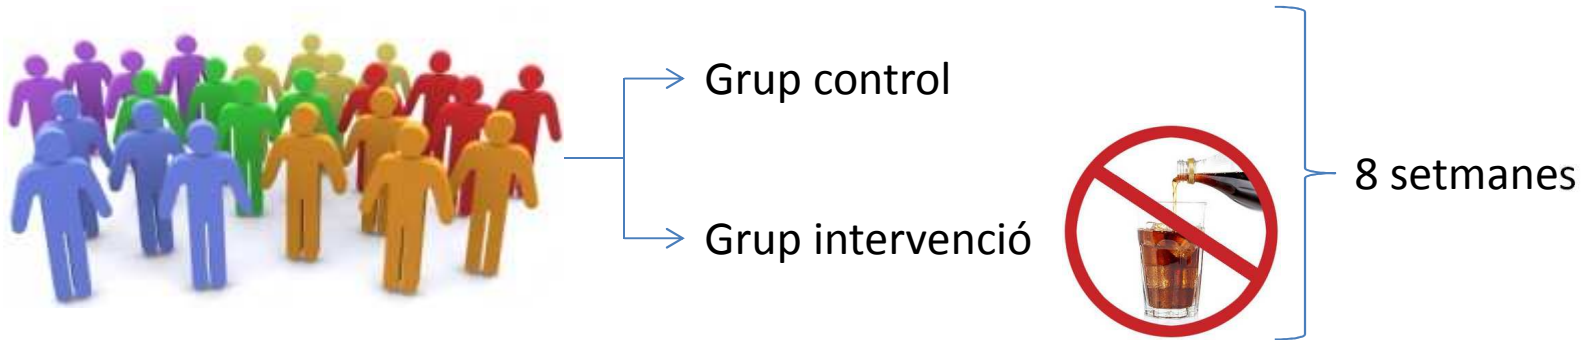 Grup control
Grup intervenció
8 setmanes